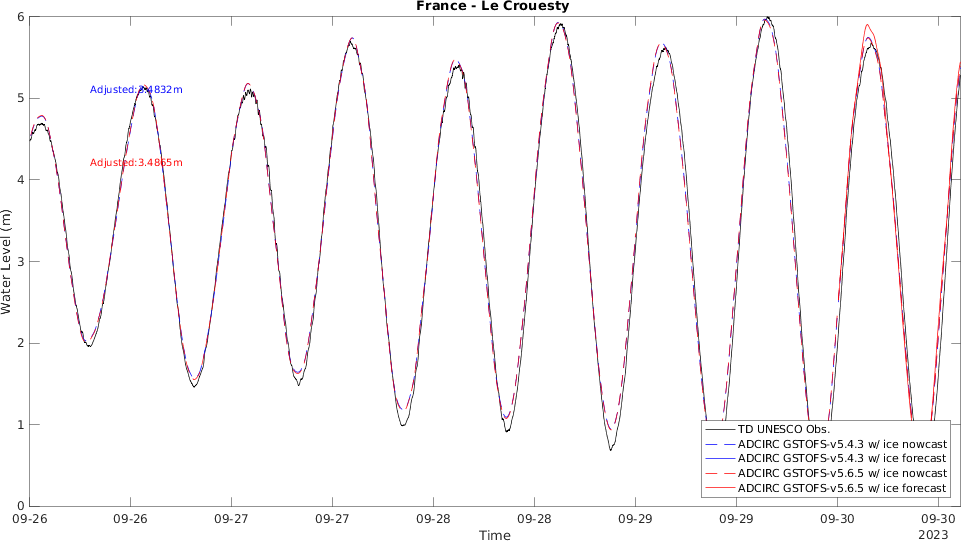 France - Le Crouesty
6
5
4
3
2
1
0
Water Level (m)
Adjusted:3.4832m
Adjusted:3.4865m
TD UNESCO Obs.
ADCIRC GSTOFS-v5.4.3 w/ ice nowcast
ADCIRC GSTOFS-v5.4.3 w/ ice forecast
ADCIRC GSTOFS-v5.6.5 w/ ice nowcast
ADCIRC GSTOFS-v5.6.5 w/ ice forecast
09-26 09-26 09-27 09-27 09-28 09-28 09-29 09-29 09-30 09-30
Time
2023